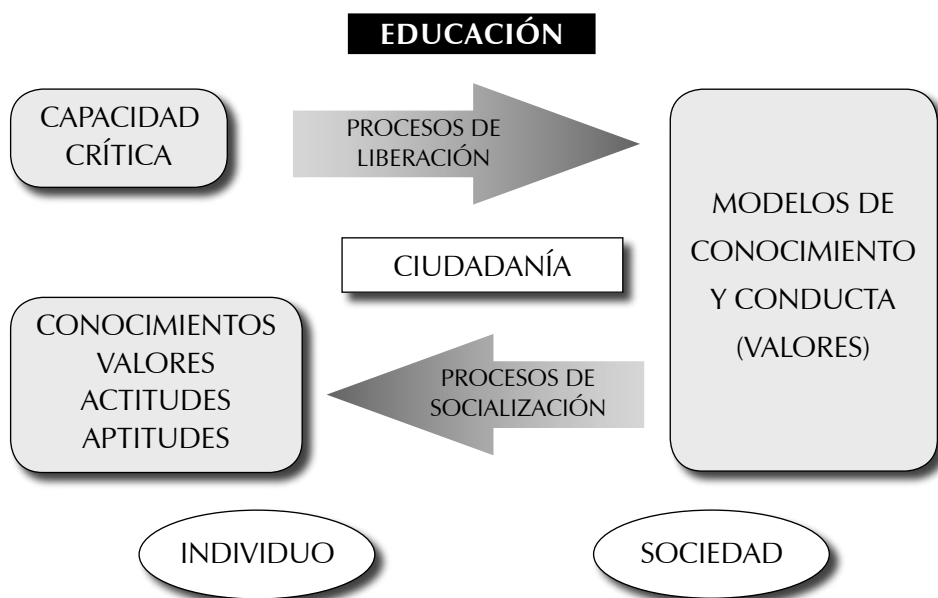 EDUCACIÓN
CAPACIDAD
CRÍTICA
PROCESOS DE
LIBERACIÓN
MODELOS DE
CONOCIMIENTO
Y CONDUCTA
(VALORES)
CIUDADANÍA
CONOCIMIENTOS
VALORES
ACTITUDES
APTITUDES
PROCESOS DE
SOCIALIZACIÓN
INDIVIDUO
SOCIEDAD